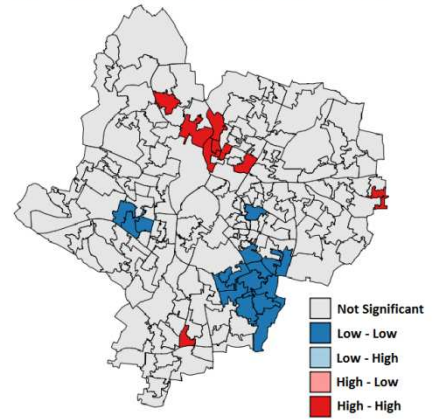 Not Significant
Low - Low
Low - High
High - Low
High - High